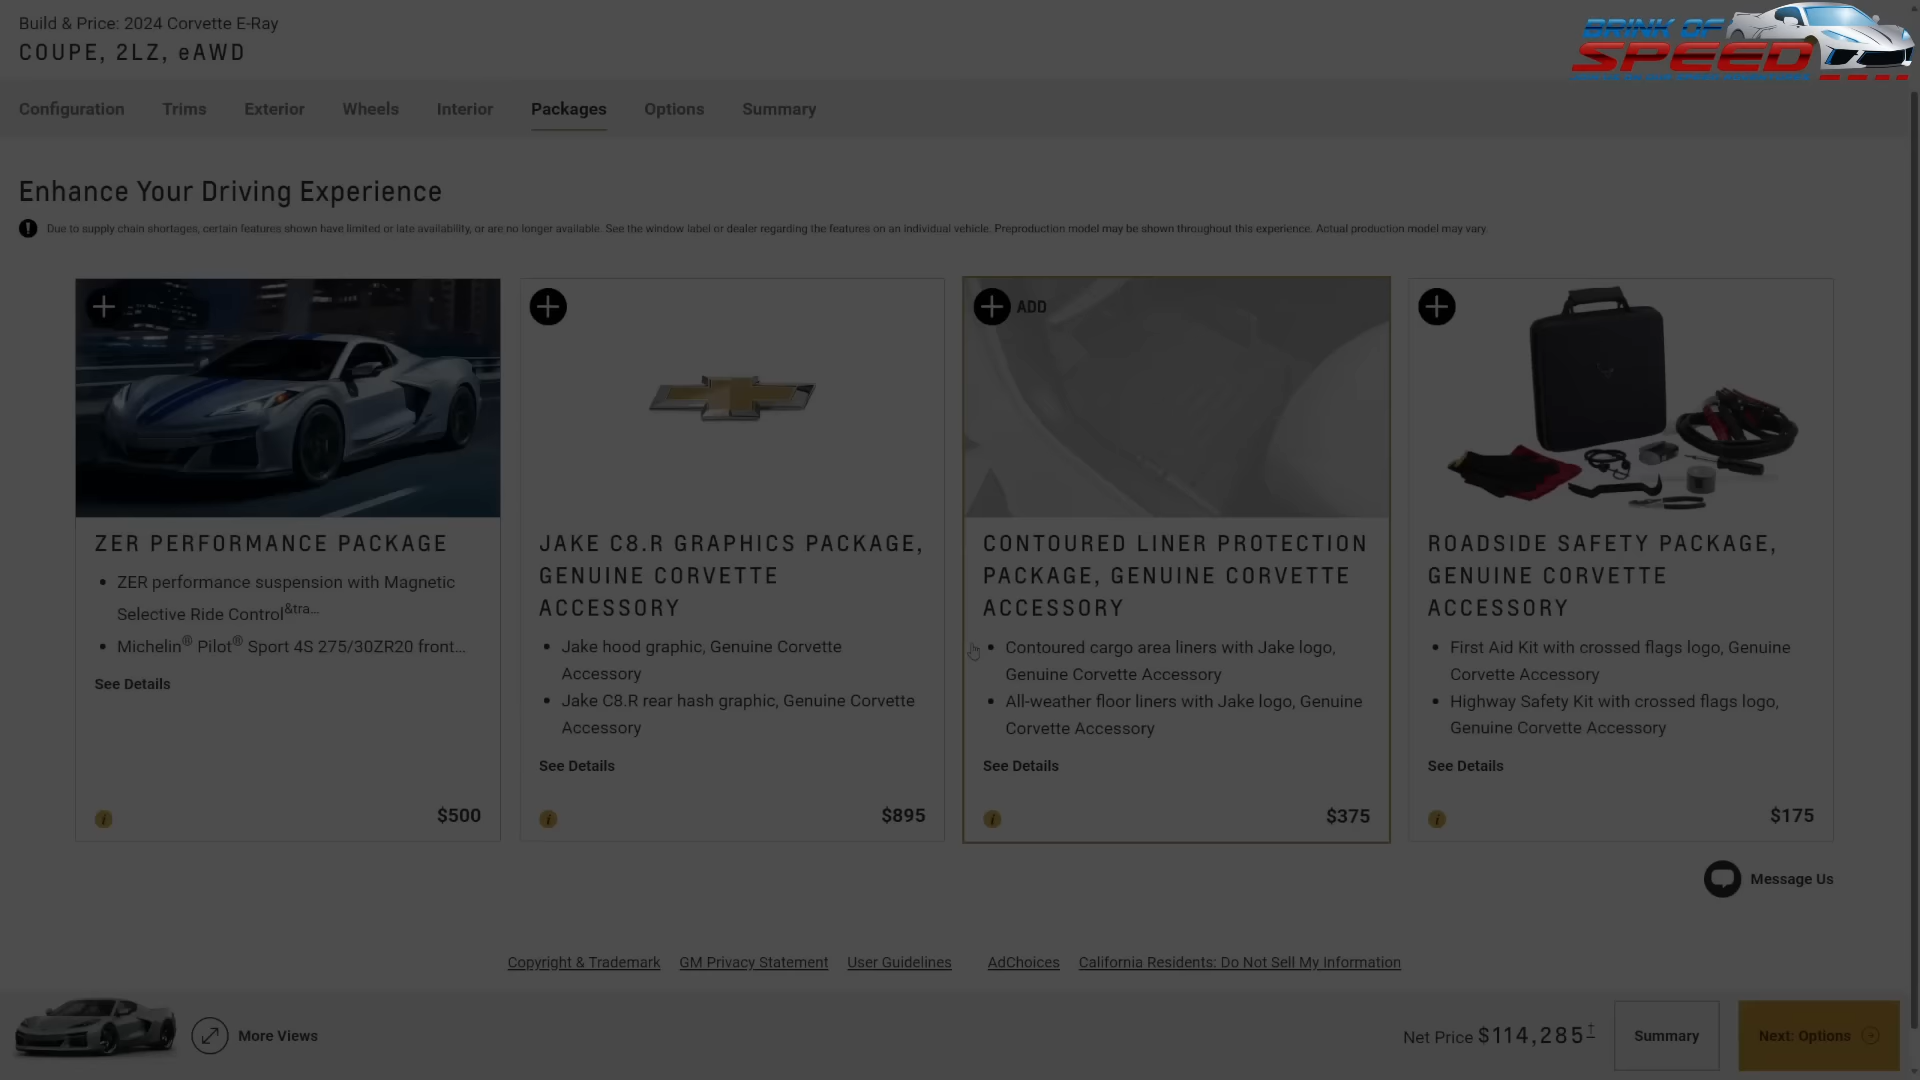 Build & Price: 2024 Corvette E-Ray
COUPE, 2LZ, eAWD
BRINK OF
SPEED
Configuration Trims Exterior Wheels Interior Packages Options Summary
Enhance Your Driving Experience
Due to supply chain shortages, certain features shown have limited or late availability, or are no longer available. See the window label or dealer regarding the features on an individual vehicle. Preproduction model may be shown throughout this experience. Actual production model may vary.
ZER PERFORMANCE PACKAGE
• ZER performance suspension with Magnetic
Selective Ride Control&tra...
• Michelin® Pilot® Sport 4S 275/30ZR20 front...
See Details
$500
JAKE C8.R GRAPHICS PACKAGE,
GENUINE CORVETTE
ACCESSORY
• Jake hood graphic, Genuine Corvette
Accessory
• Jake C8.R rear hash graphic, Genuine Corvette
Accessory
See Details
$895
ADD
CONTOURED LINER PROTECTION
PACKAGE, GENUINE CORVETTE
ACCESSORY
• Contoured cargo area liners with Jake logo,
Genuine Corvette Accessory
• All-weather floor liners with Jake logo, Genuine
Corvette Accessory
See Details
$375
ROADSIDE SAFETY PACKAGE,
GENUINE CORVETTE
ACCESSORY
• First Aid Kit with crossed flags logo, Genuine
Corvette Accessory
• Highway Safety Kit with crossed flags logo,
Genuine Corvette Accessory
See Details
$175
Message Us
Copyright & Trademark GM Privacy Statement User Guidelines AdChoices California Residents: Do Not Sell My Information
More Views
Net Price $114,285†
Summary
Next: Options